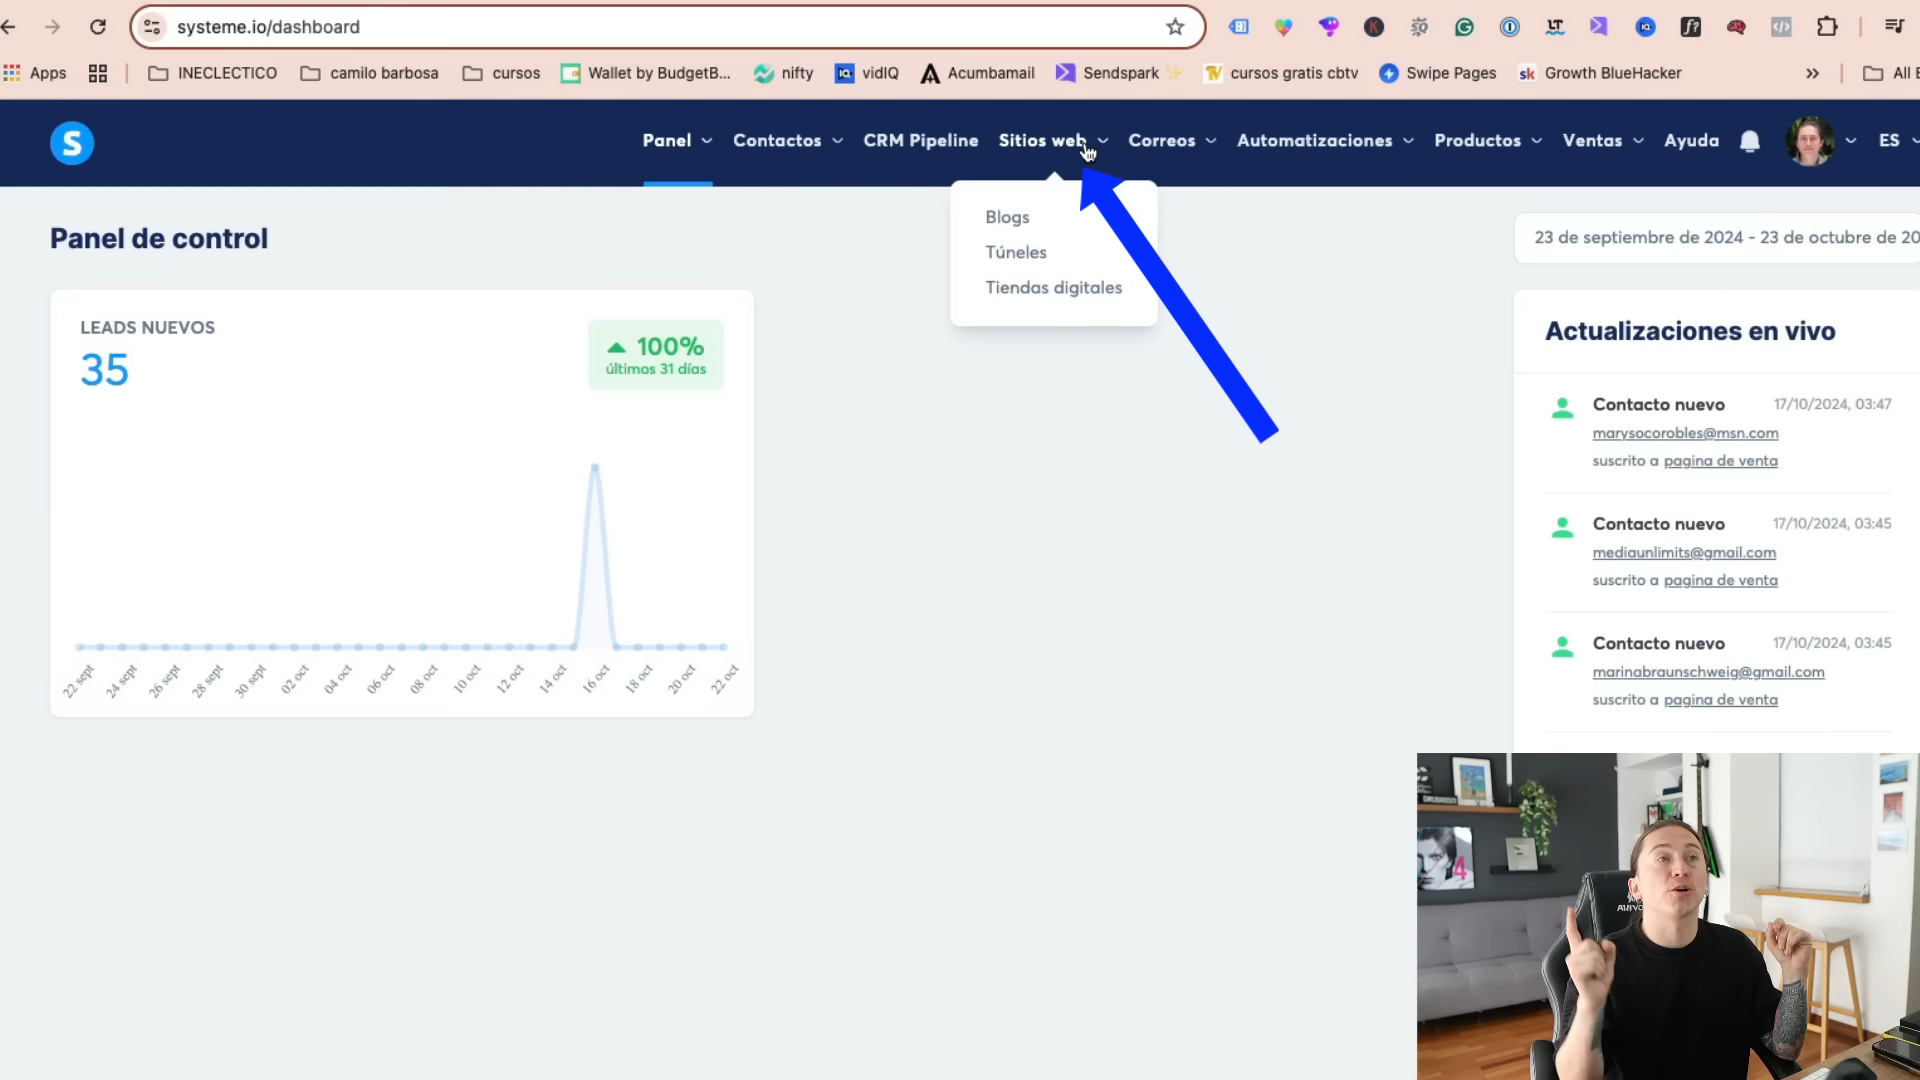 systeme.io/dashboard
Apps
INECLECTICO
camilo barbosa
cursos
Wallet by BudgetB...
nifty
vidIQ
Acumbamail
Sendspark
cursos gratis cbtv
Swipe Pages
Growth BlueHacker
All
S
Panel
Contactos
CRM Pipeline
Sitios web
Correos
Automatizaciones
Productos
Ventas
Ayuda
ES
Blogs
Túneles
Tiendas digitales
Panel de control
23 de septiembre de 2024 - 23 de octubre de 20
LEADS NUEVOS
35
100%
últimos 31 días
22 sept
24 sept
26 sept
28 sept
30 sept
02 oct
04 oct
06 oct
08 oct
10 oct
12 oct
14 oct
16 oct
18 oct
20 oct
22 oct
Actualizaciones en vivo
Contacto nuevo 17/10/2024, 03:47
marysocorobles@msn.com
suscrito a pagina de venta
Contacto nuevo 17/10/2024, 03:45
mediaunlimits@gmail.com
suscrito a pagina de venta
Contacto nuevo 17/10/2024, 03:45
marinabraunschweig@gmail.com
suscrito a pagina de venta
4